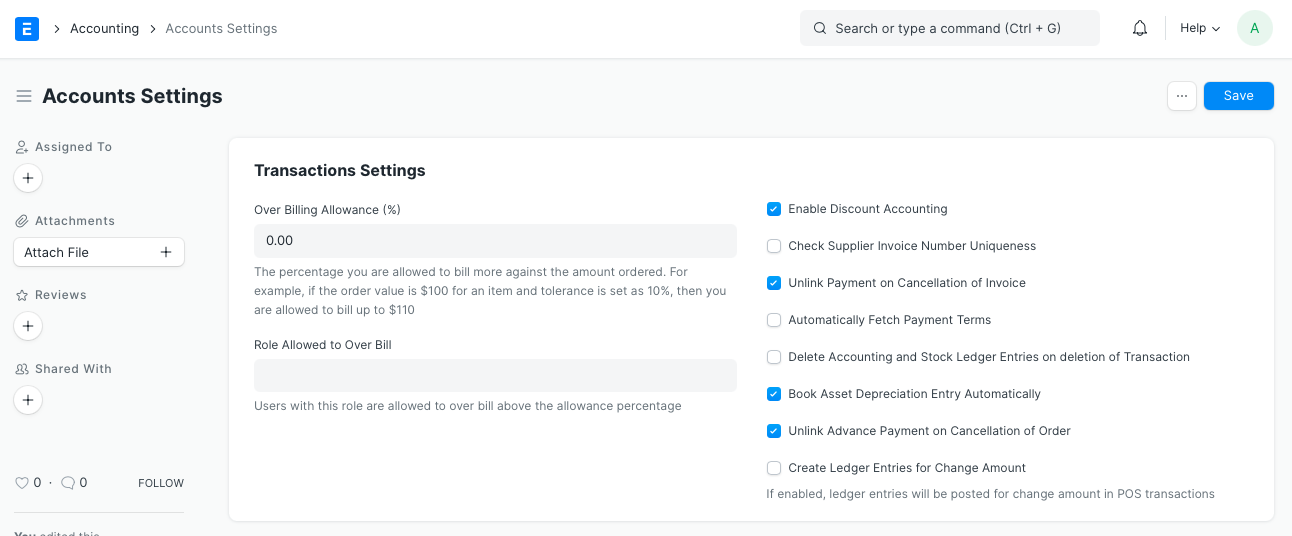 E
Accounting
Accounts Settings
Search or type a command (Ctrl + G)
Help
A
Accounts Settings
...
Save
Assigned To
Attachments
Attach File
Reviews
Shared With
0 · 0
FOLLOW
You edited this
Transactions Settings
Over Billing Allowance (%)
0.00
The percentage you are allowed to bill more against the amount ordered. For
example, if the order value is $100 for an item and tolerance is set as 10%, then you
are allowed to bill up to $110
Role Allowed to Over Bill
Users with this role are allowed to over bill above the allowance percentage
Enable Discount Accounting
Check Supplier Invoice Number Uniqueness
Unlink Payment on Cancellation of Invoice
Automatically Fetch Payment Terms
Delete Accounting and Stock Ledger Entries on deletion of Transaction
Book Asset Depreciation Entry Automatically
Unlink Advance Payment on Cancellation of Order
Create Ledger Entries for Change Amount
If enabled, ledger entries will be posted for change amount in POS transactions